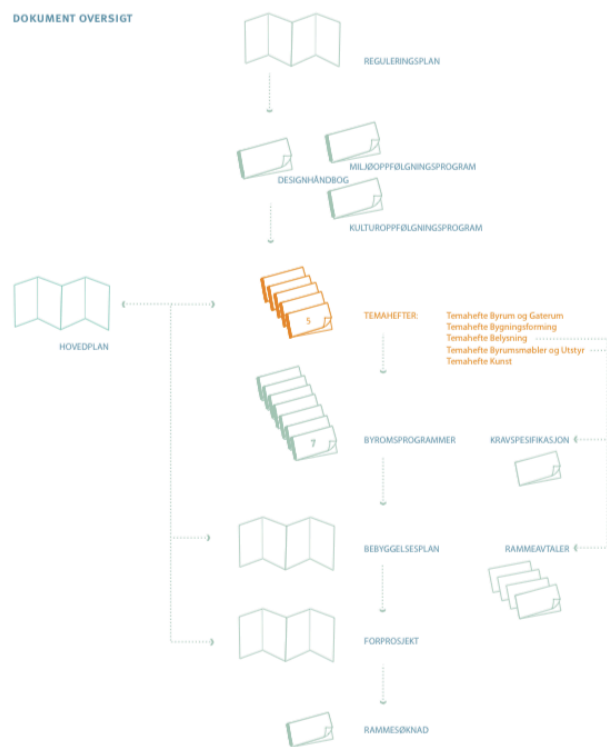 DOKUMENT OVERSIGT
REGULERINGSPLAN
MILJØOPPFØLGNINGSPROGRAM
DESIGNHÅNDBOG
KULTUROPPFØLGNINGSPROGRAM
HOVEDPLAN
5
TEMAHEFTER:
Temahefte Byrum og Gaterum
Temahefte Bygningsforming
Temahefte Belysning
Temahefte Byrumsmøbler og Utstyr
Temahefte Kunst
7
BYROMSPROGRAMMER
KRAVSPESIFIKASJON
BEBYGGELSESPLAN
RAMMEAVTALER
FORPROSJEKT
RAMMESØKNAD